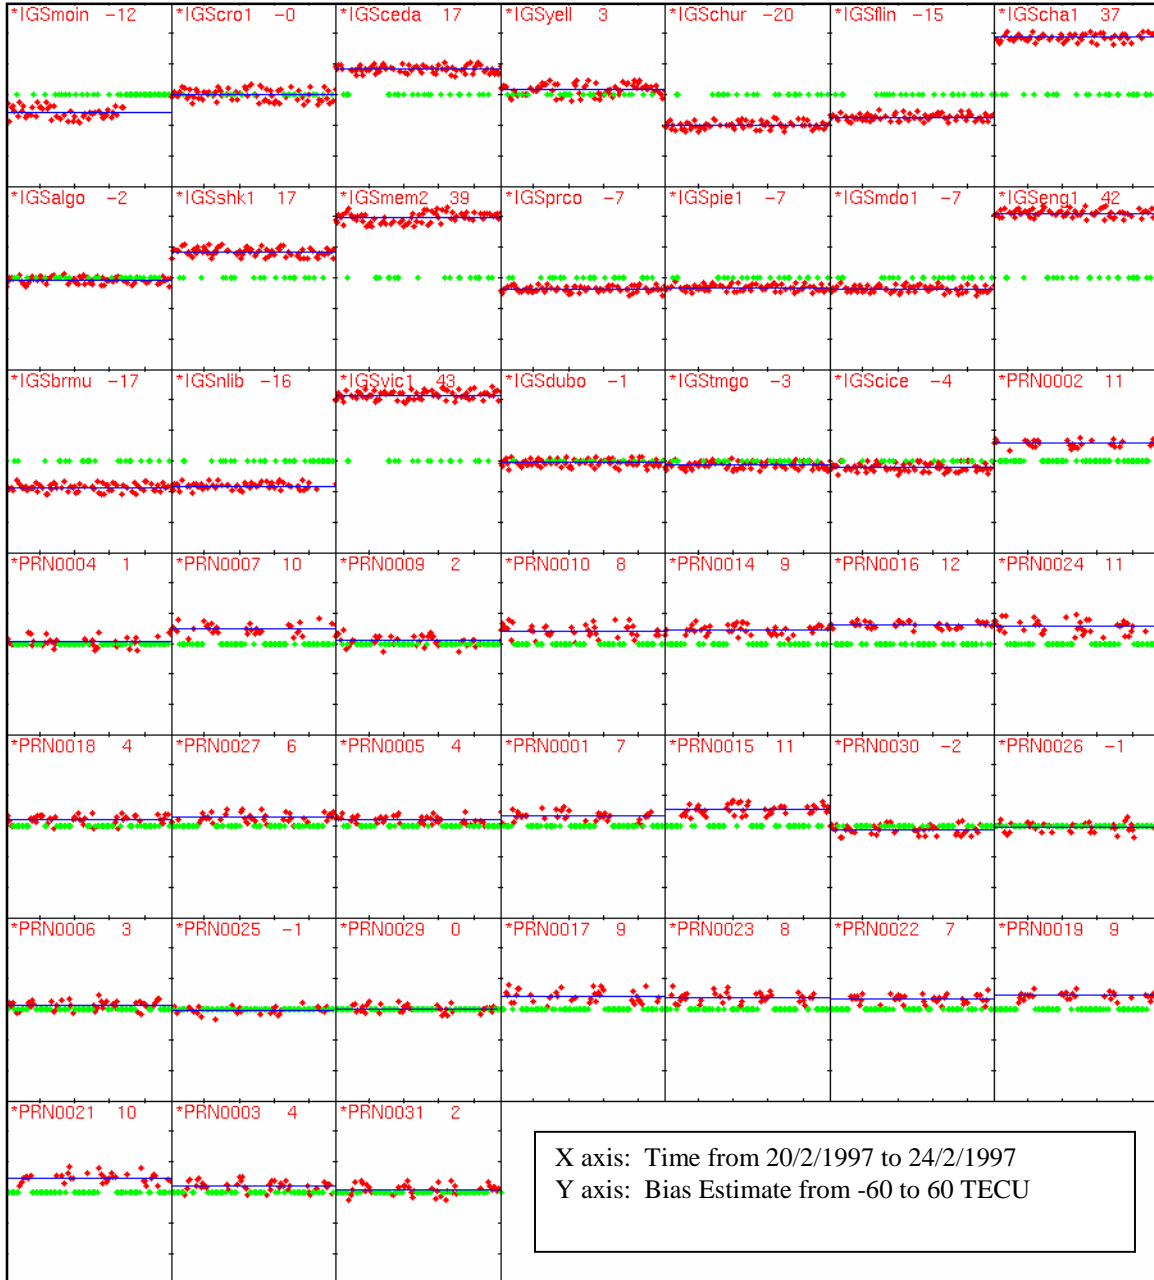 *IGSmoin -12 *IGScro1 -0 *IGSceda 17 *IGSyell 3 *IGSchur -20 *IGSflin -15 *IGScha1 37
*IGSalgo -2 *IGSshk1 17 *IGSmem2 39 *IGSprco -7 *IGSpie1 -7 *IGSmdo1 -7 *IGSeng1 42
*IGSbrmu -17 *IGSnlib -16 *IGSvic1 43 *IGSdubo -1 *IGStmgo -3 *IGScice -4 *PRN0002 11
*PRN0004 1 *PRN0007 10 *PRN0009 2 *PRN0010 8 *PRN0014 9 *PRN0016 12 *PRN0024 11
*PRN0018 4 *PRN0027 6 *PRN0005 4 *PRN0001 7 *PRN0015 11 *PRN0030 -2 *PRN0026 -1
*PRN0006 3 *PRN0025 -1 *PRN0029 0 *PRN0017 9 *PRN0023 8 *PRN0022 7 *PRN0019 9
*PRN0021 10 *PRN0003 4 *PRN0031 2
X axis: Time from 20/2/1997 to 24/2/1997
Y axis: Bias Estimate from -60 to 60 TECU